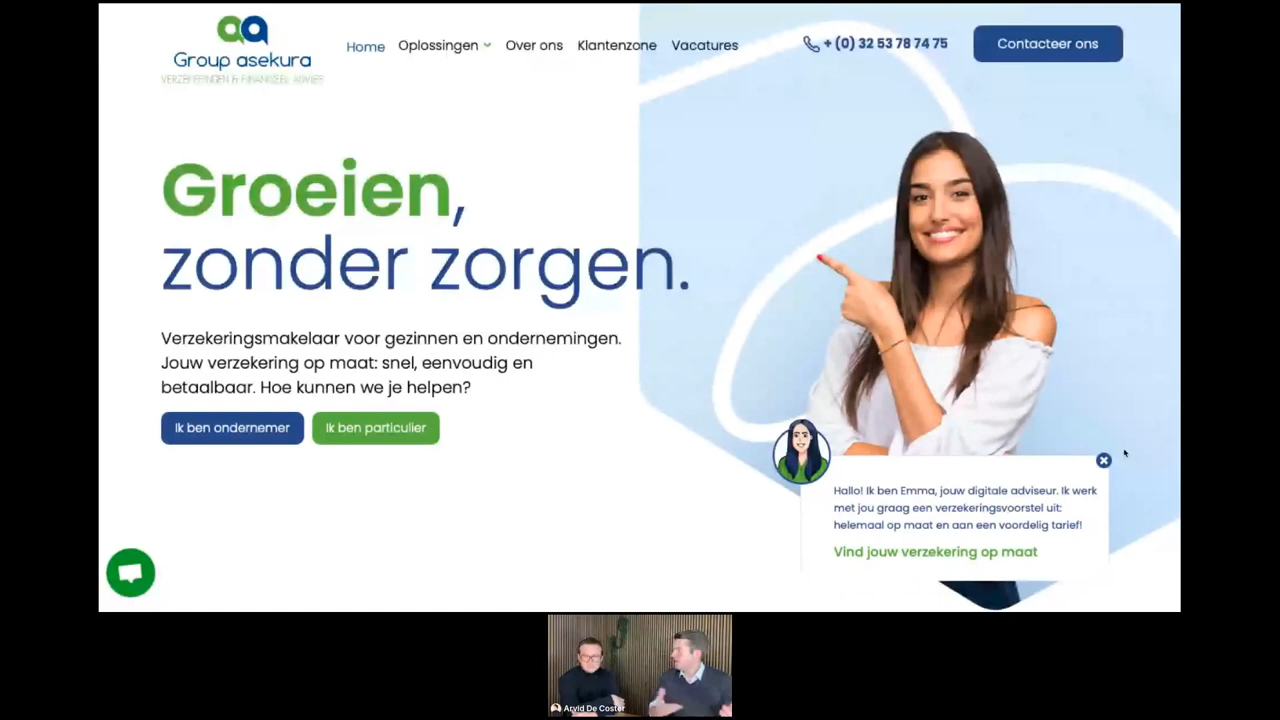 Group asekura
VERZEKERINGEN & FINANCIEEL ADVIES
Home
Oplossingen
Over ons
Klantenzone
Vacatures
+ (0) 32 53 78 74 75
Contacteer ons
Groeien,
zonder zorgen.
Verzekeringsmakelaar voor gezinnen en ondernemingen.
Jouw verzekering op maat: snel, eenvoudig en
betaalbaar. Hoe kunnen we je helpen?
Ik ben ondernemer
Ik ben particulier
Hallo! Ik ben Emma, jouw digitale adviseur. Ik werk
met jou graag een verzekeringsvoorstel uit:
helemaal op maat en aan een voordelig tarief!
Vind jouw verzekering op maat
Arvid De Coster